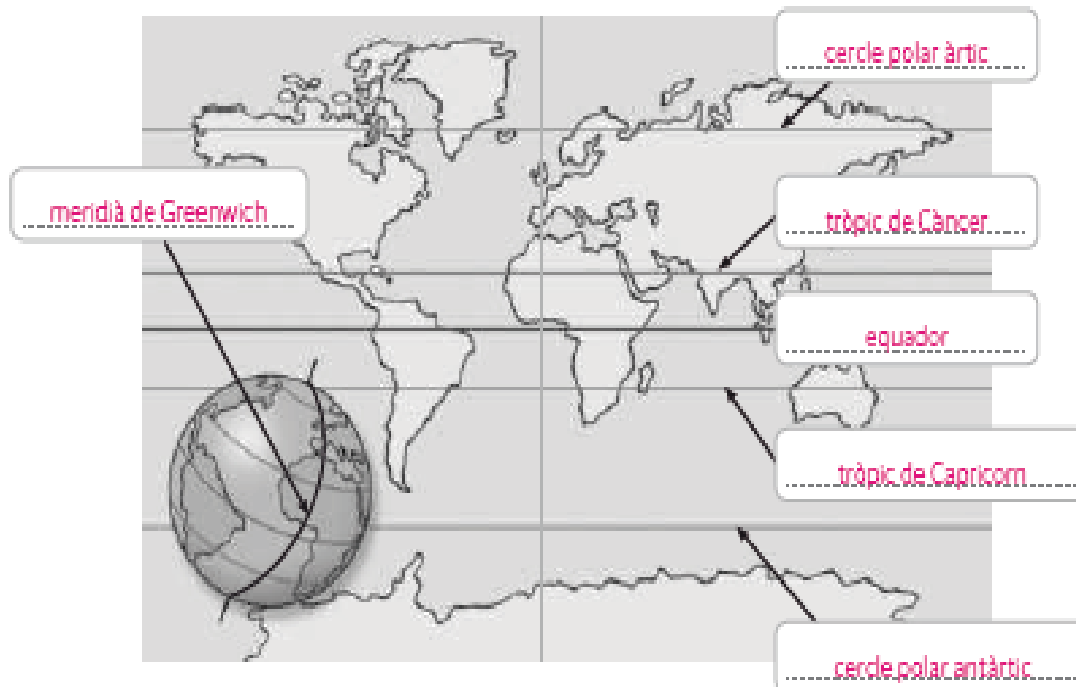 cercle polar àrtic
meridià de Greenwich
tròpic de Càncer
equador
tròpic de Capricorn
cercle polar antàrtic